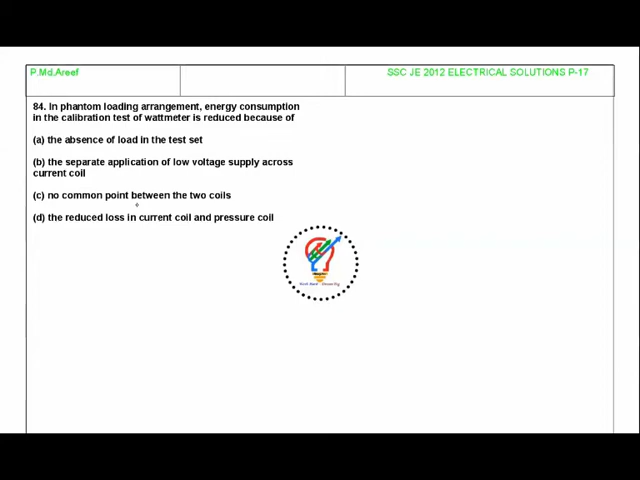 P.Md.Areef
SSC JE 2012 ELECTRICAL SOLUTIONS P-17
84. In phantom loading arrangement, energy consumption
in the calibration test of wattmeter is reduced because of
(a) the absence of load in the test set
(b) the separate application of low voltage supply across
current coil
(c) no common point between the two coils
(d) the reduced loss in current coil and pressure coil